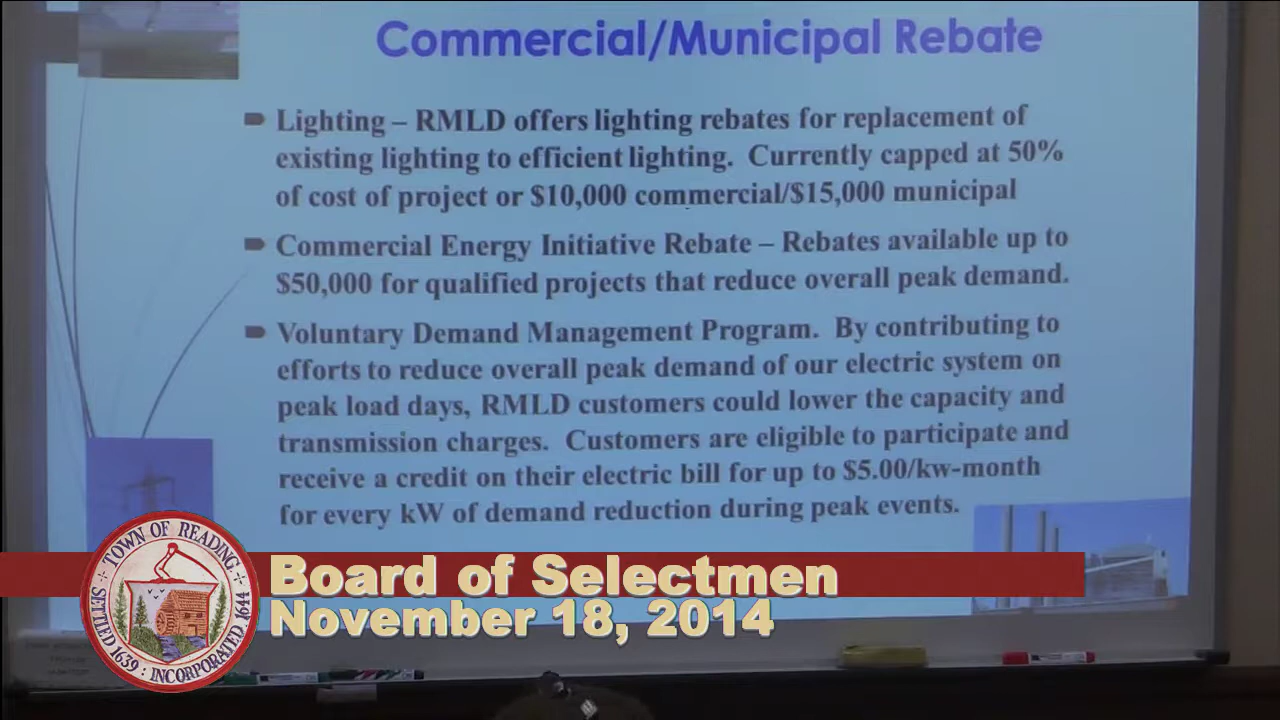 Commercial/Municipal Rebate
Lighting – RMLD offers lighting rebates for replacement of
existing lighting to efficient lighting. Currently capped at 50%
of cost of project or $10,000 commercial/$15,000 municipal
Commercial Energy Initiative Rebate – Rebates available up to
$50,000 for qualified projects that reduce overall peak demand.
Voluntary Demand Management Program. By contributing to
efforts to reduce overall peak demand of our electric system on
peak load days, RMLD customers could lower the capacity and
transmission charges. Customers are eligible to participate and
receive a credit on their electric bill for up to $5.00/kw-month
for every kW of demand reduction during peak events.
TOWN OF READING
SETTLED 1639 : INCORPORATED 1644
Board of Selectmen
November 18, 2014